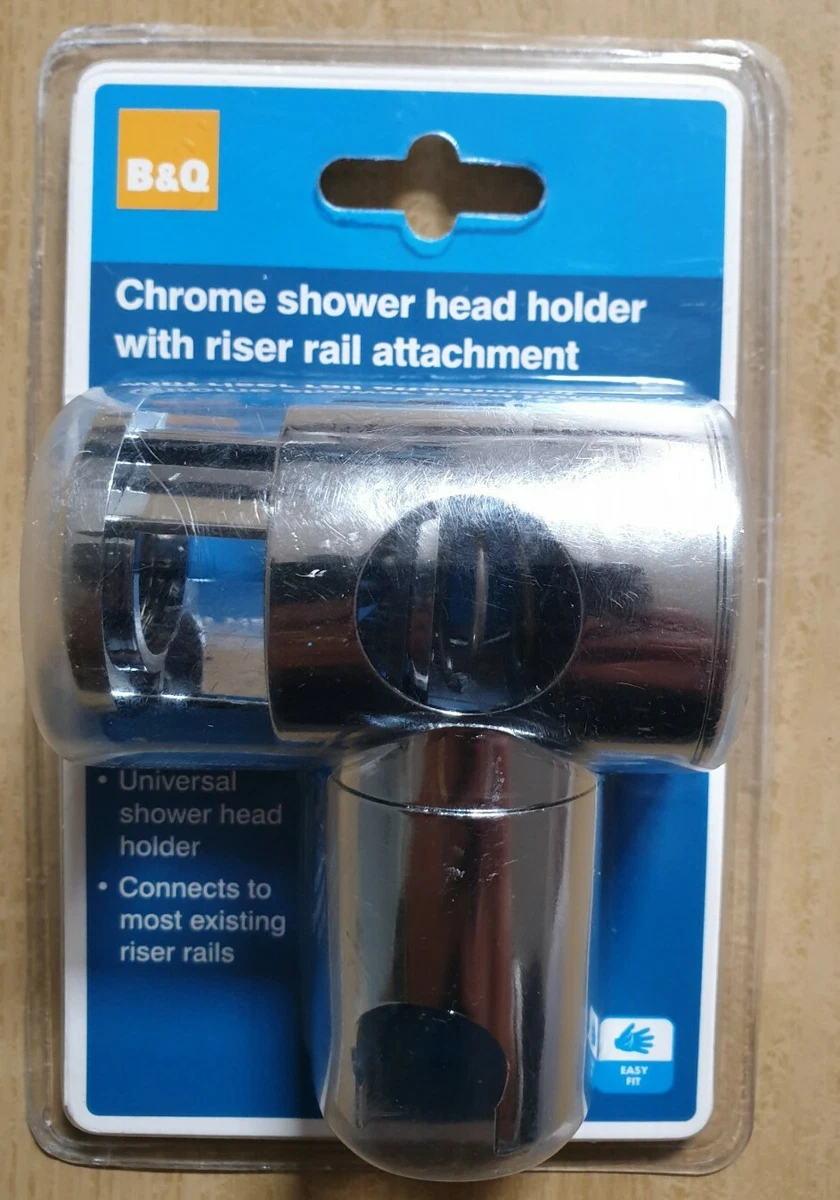 B&Q
Chrome shower head holder
with riser rail attachment
• Universal
shower head
holder
• Connects to
most existing
riser rails
EASY
FIT